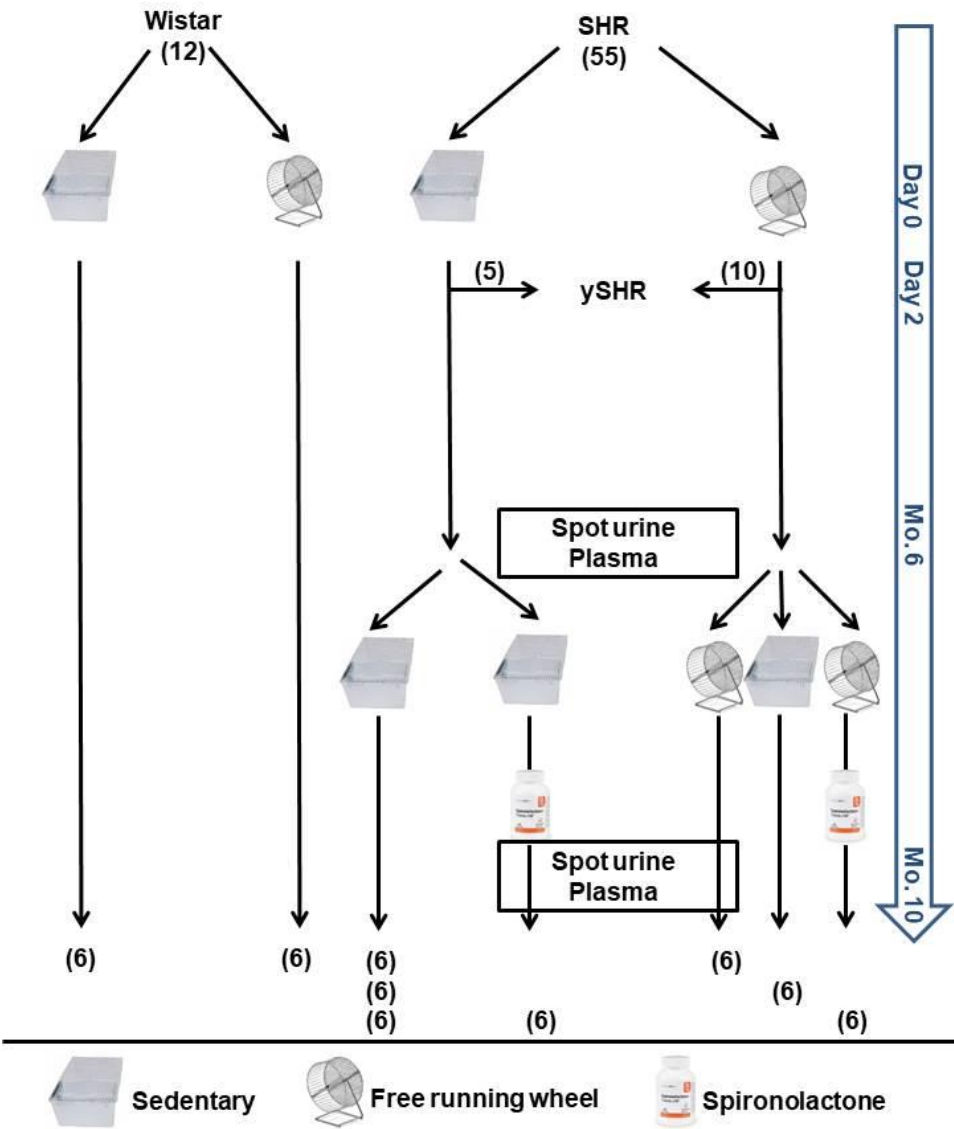 Wistar
(12)
SHR
(55)
Day 0
(5)
ySHR
(10)
Day 2
Spot urine
Plasma
Mo. 6
Spot urine
Plasma
Mo. 10
(6)
(6)
(6)
(6)
(6)
(6)
(6)
(6)
(6)
Sedentary
Free running wheel
Spironolactone